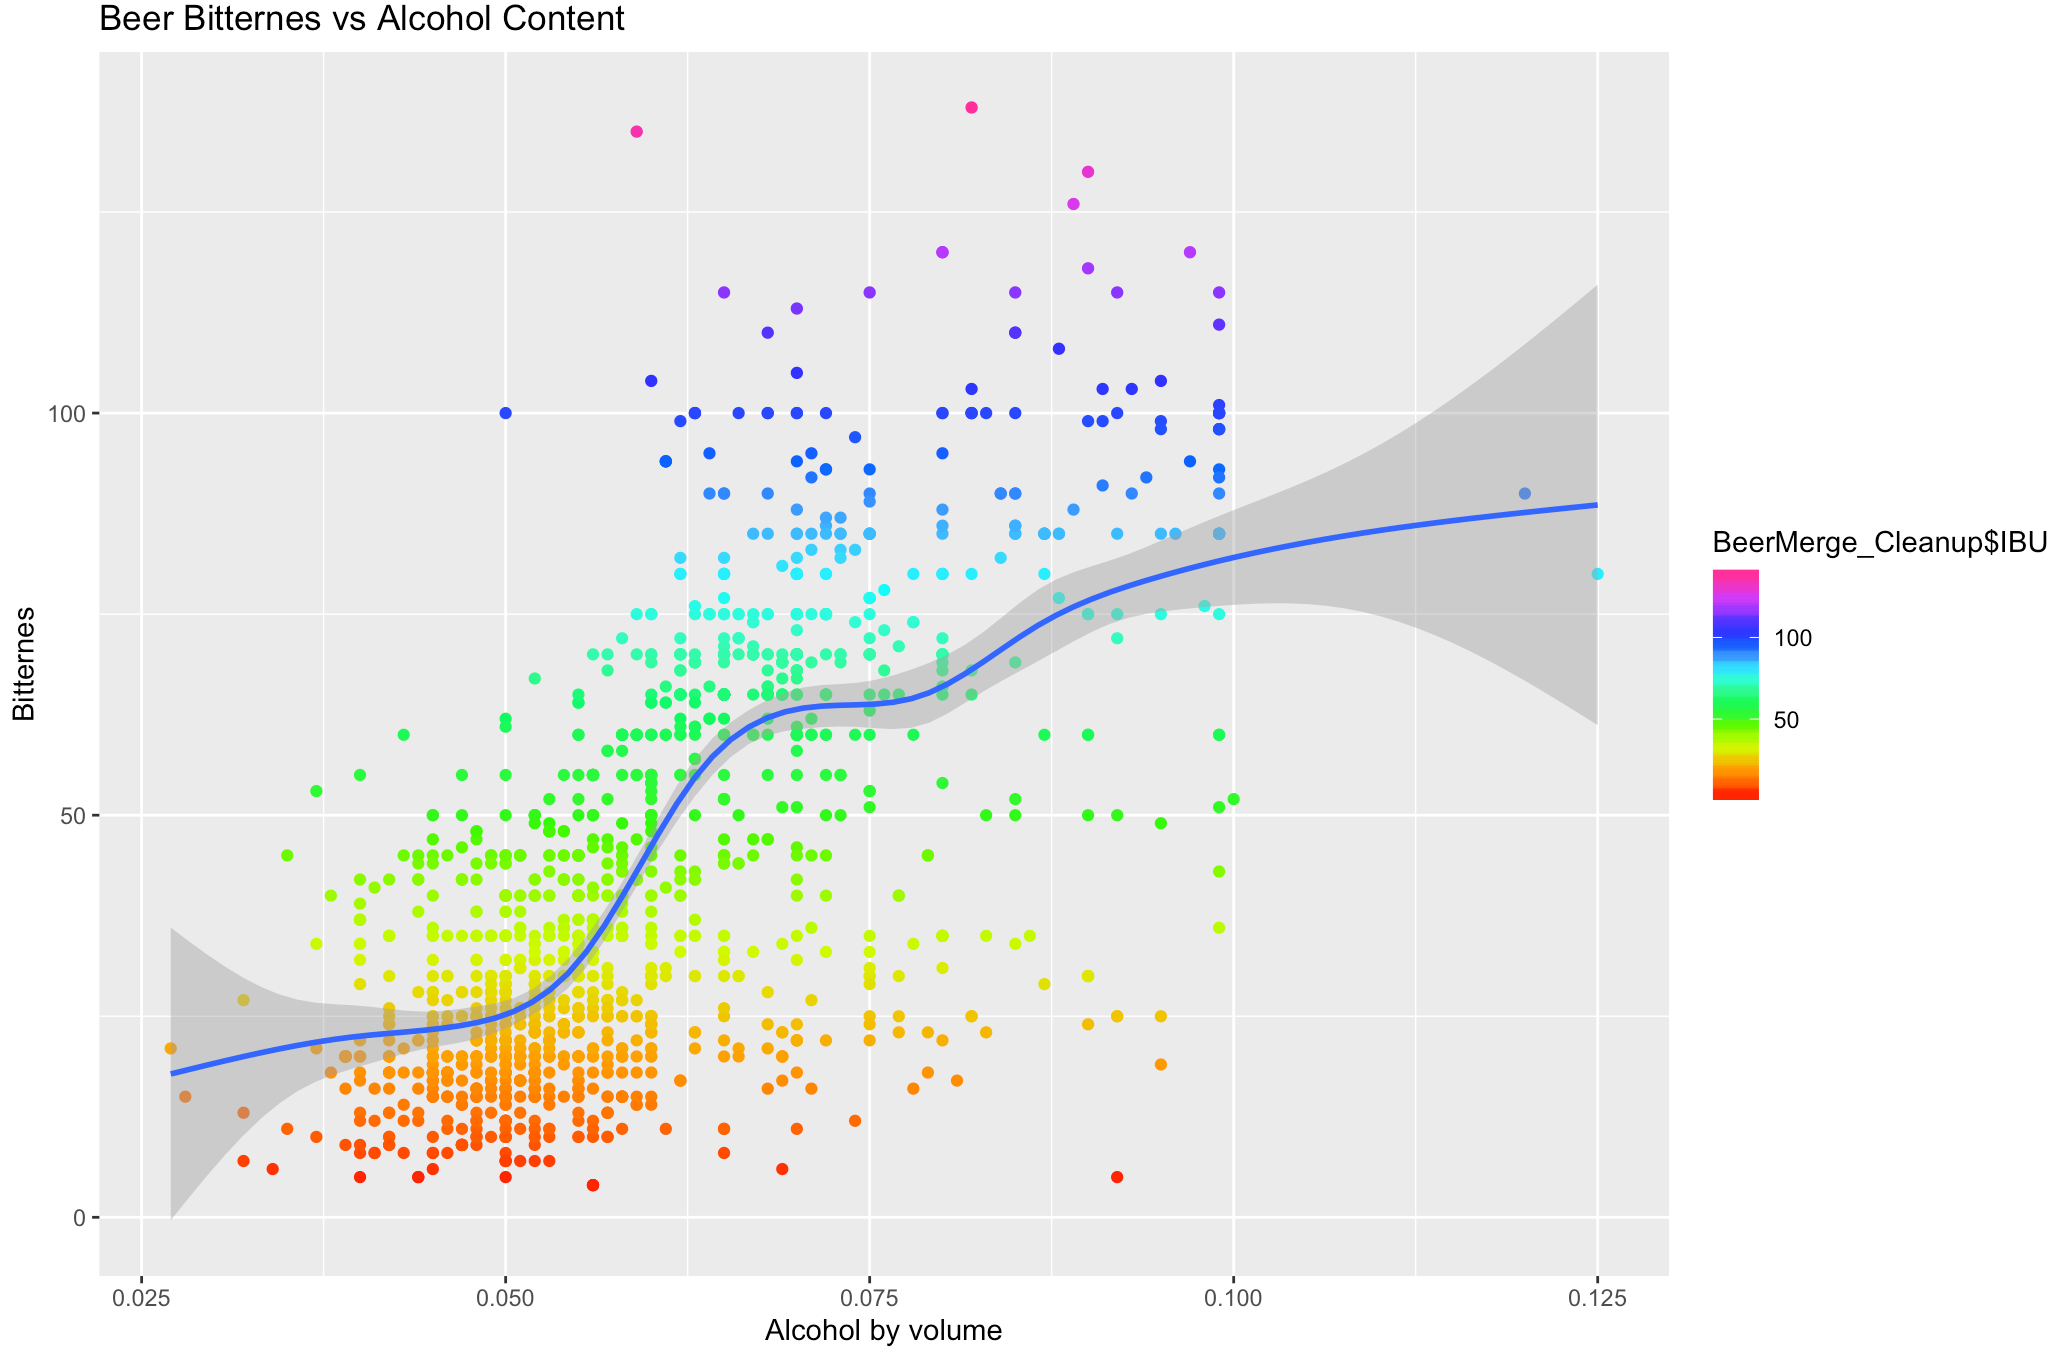 Beer Bitternes vs Alcohol Content
Bitternes
100
50
0
0.025
0.050
0.075
0.100
0.125
Alcohol by volume
BeerMerge_Cleanup$IBU
100
50